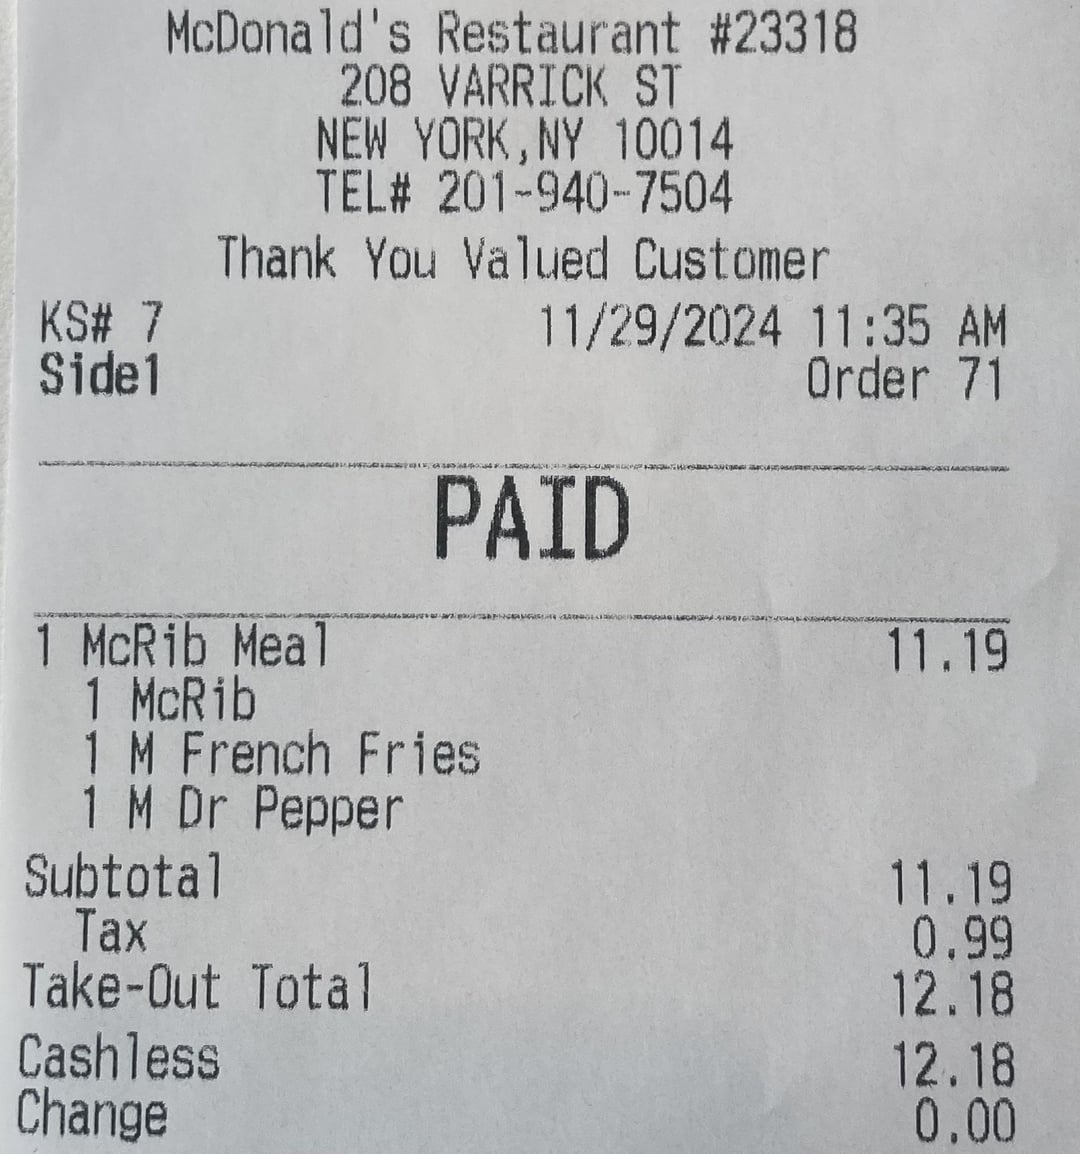 McDonald's Restaurant #23318
208 VARRICK ST
NEW YORK,NY 10014
TEL# 201-940-7504
Thank You Valued Customer
KS# 7 11/29/2024 11:35 AM
Side1 Order 71
PAID
1 McRib Meal 11.19
1 McRib
1 M French Fries
1 M Dr Pepper
Subtotal 11.19
Tax 0.99
Take-Out Total 12.18
Cashless 12.18
Change 0.00